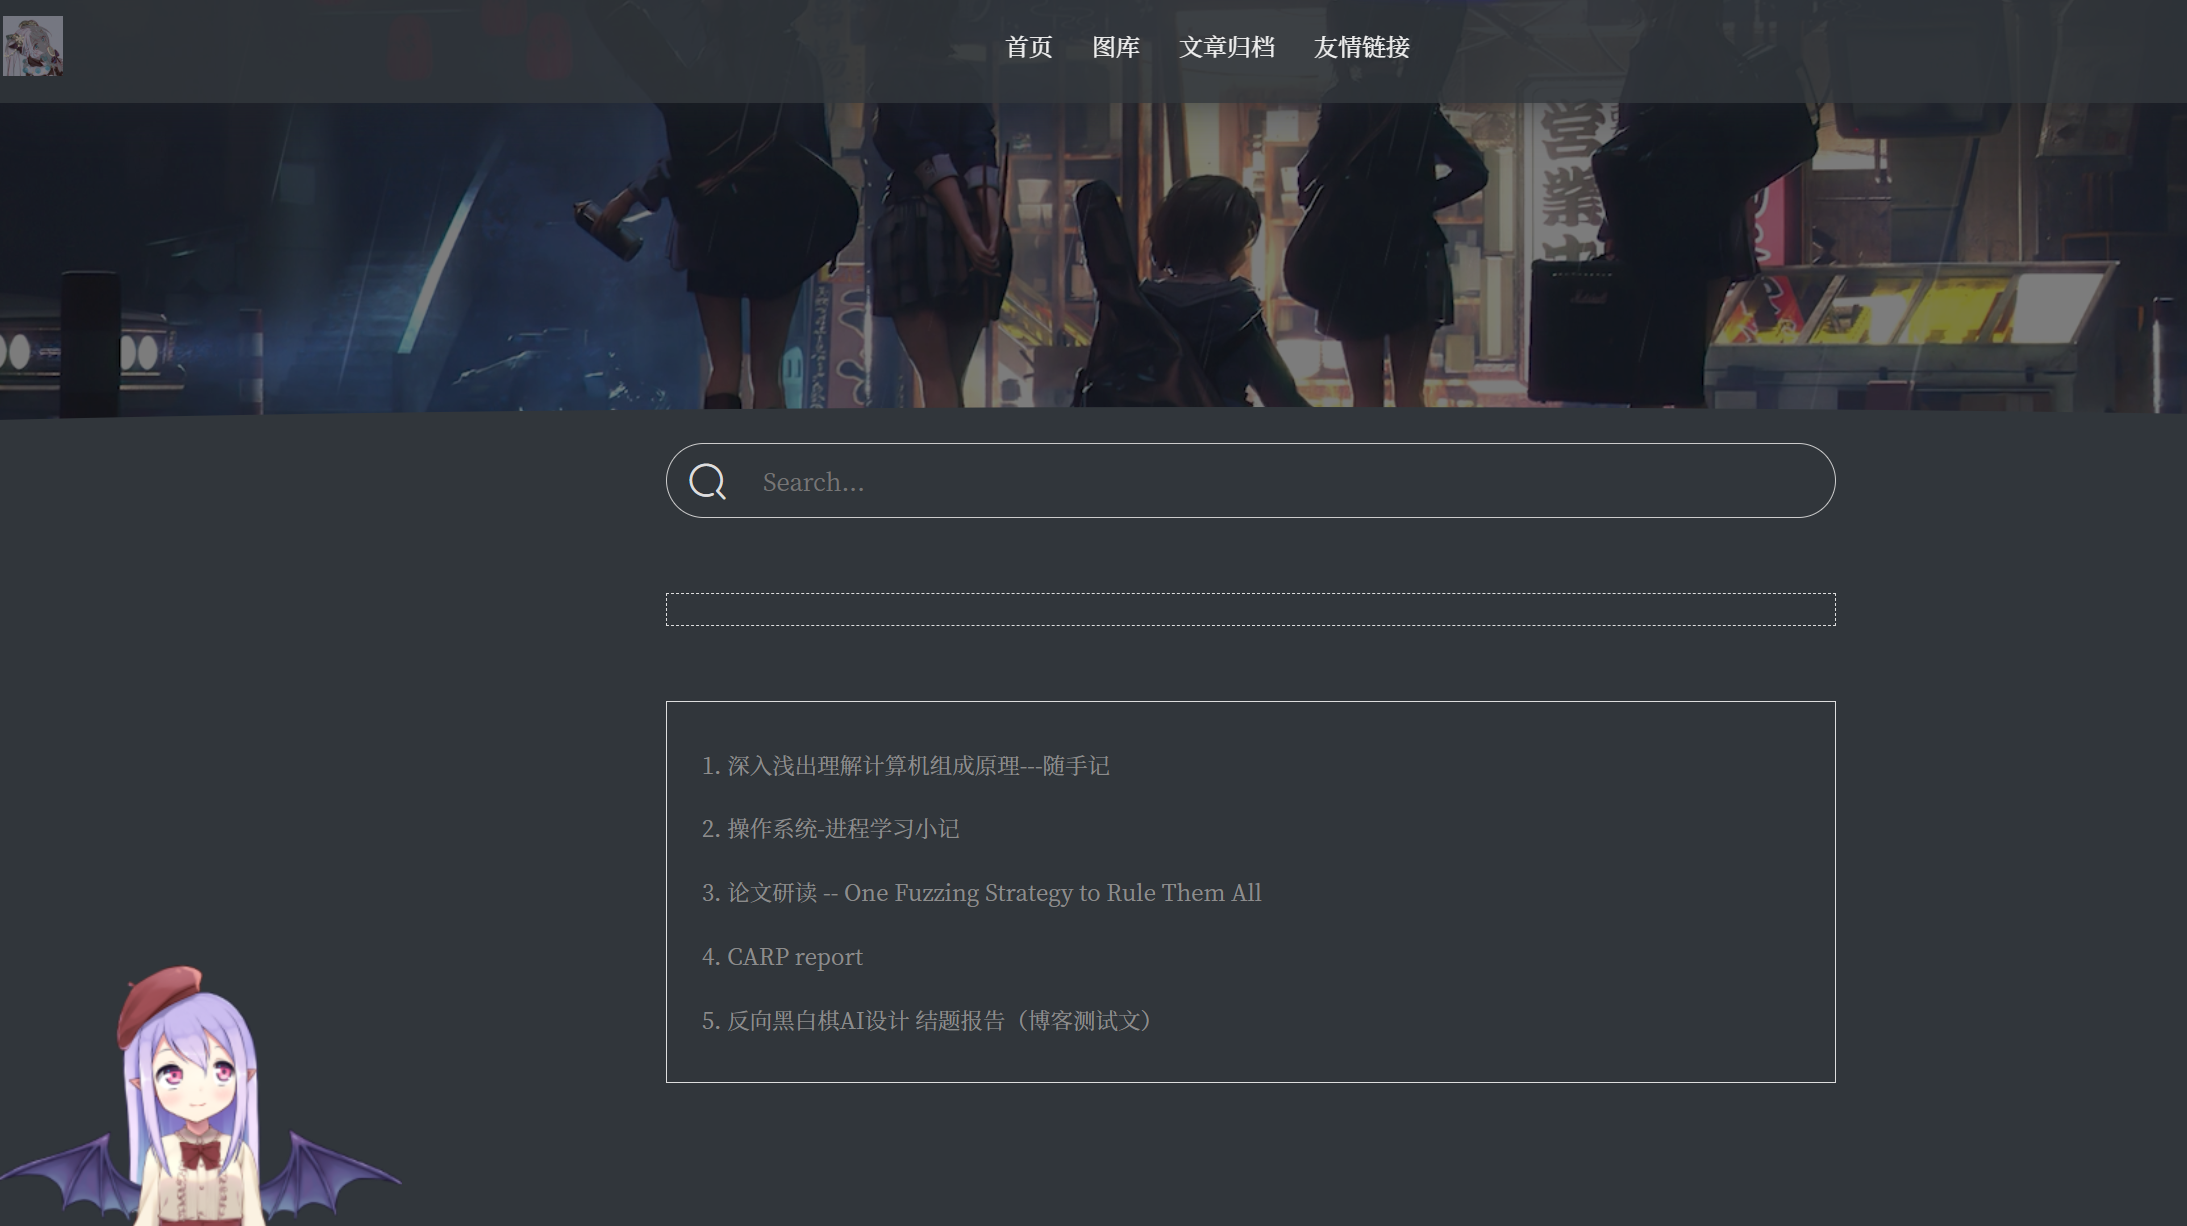 首页 图库 文章归档 友情链接
営業中
Search...
1. 深入浅出理解计算机组成原理---随手记
2. 操作系统-进程学习小记
3. 论文研读 -- One Fuzzing Strategy to Rule Them All
4. CARP report
5. 反向黑白棋AI设计 结题报告（博客测试文）